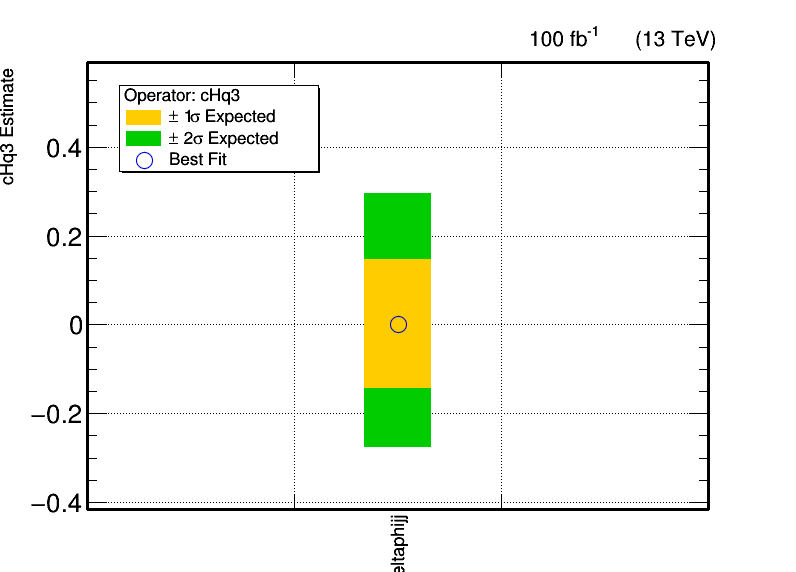 100 fb-1 (13 TeV)
cHq3 Estimate
Operator: cHq3
± 1σ Expected
± 2σ Expected
Best Fit
0.4
0.2
0
−0.2
−0.4
eltaphijj